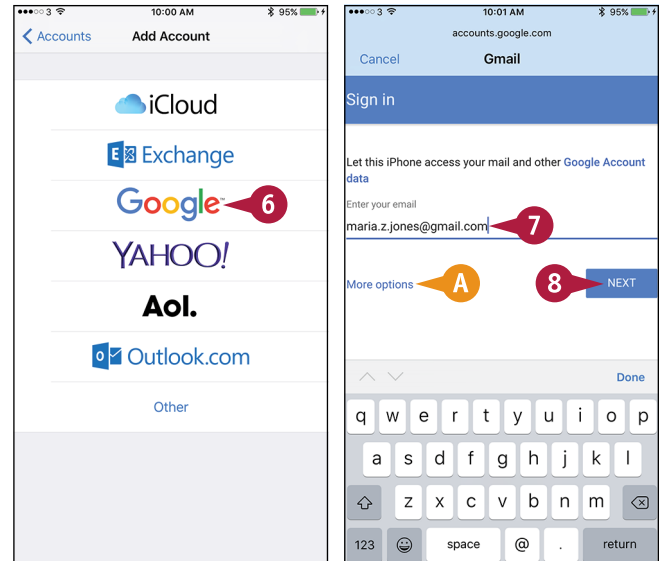 3 10:00 AM 95%
Accounts Add Account
iCloud
Exchange
Google
6
YAHOO!
Aol.
Outlook.com
Other
3 10:01 AM 95%
accounts.google.com
Cancel Gmail
Sign in
Let this iPhone access your mail and other Google Account
data
Enter your email
maria.z.jones@gmail.com
7
More options
A
8
NEXT
Done
q w e r t y u i o p
a s d f g h j k l
z x c v b n m
123 space @ . return